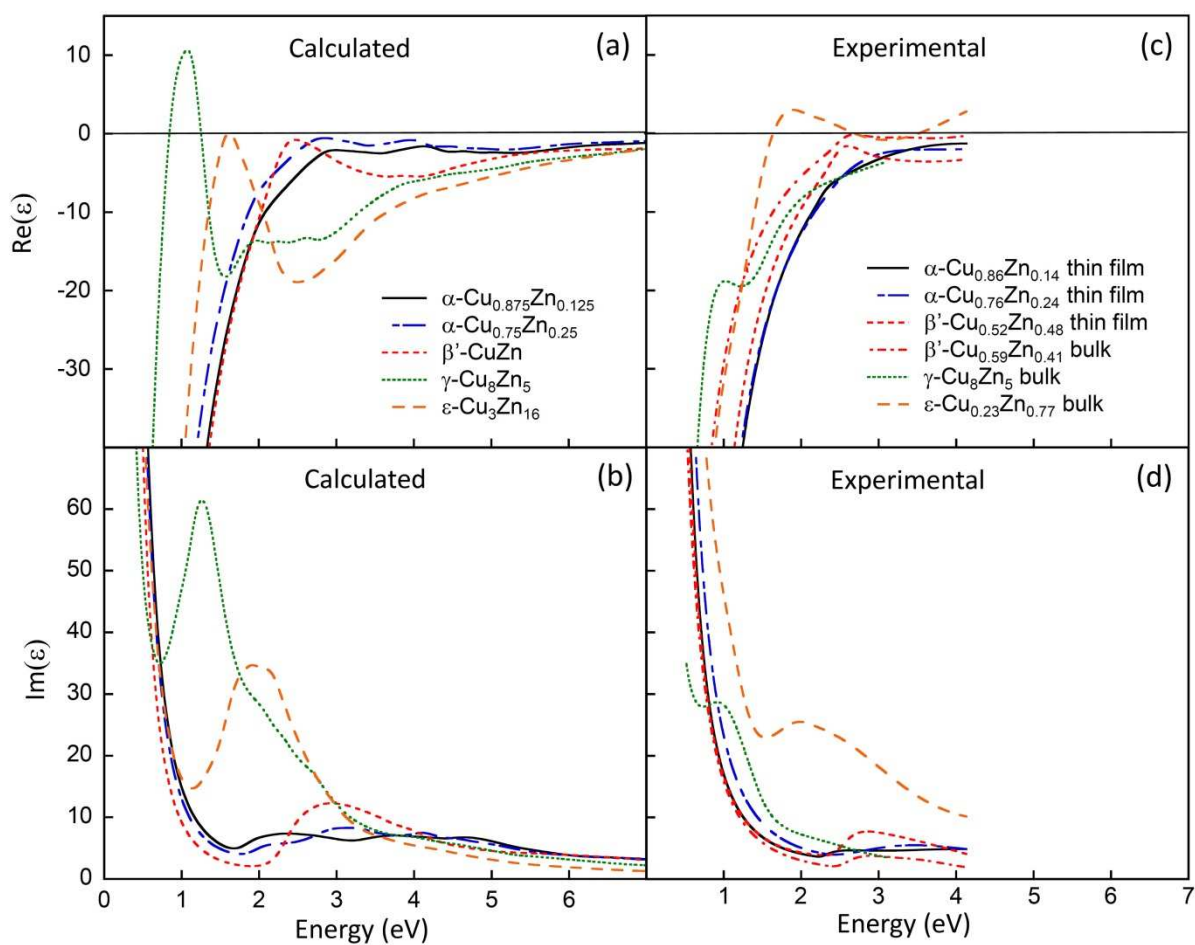 Calculated
(a)
10
0
-10
-20
-30
Re(ε)
α-Cu0.875Zn0.125
α-Cu0.75Zn0.25
β’-CuZn
γ-Cu8Zn5
ε-Cu3Zn16
Experimental
(c)
α-Cu0.86Zn0.14 thin film
α-Cu0.76Zn0.24 thin film
β’-Cu0.52Zn0.48 thin film
β’-Cu0.59Zn0.41 bulk
γ-Cu8Zn5 bulk
ε-Cu0.23Zn0.77 bulk
Calculated
(b)
60
50
40
30
20
10
0
Im(ε)
0 1 2 3 4 5 6
Energy (eV)
Experimental
(d)
0 1 2 3 4 5 6 7
Energy (eV)